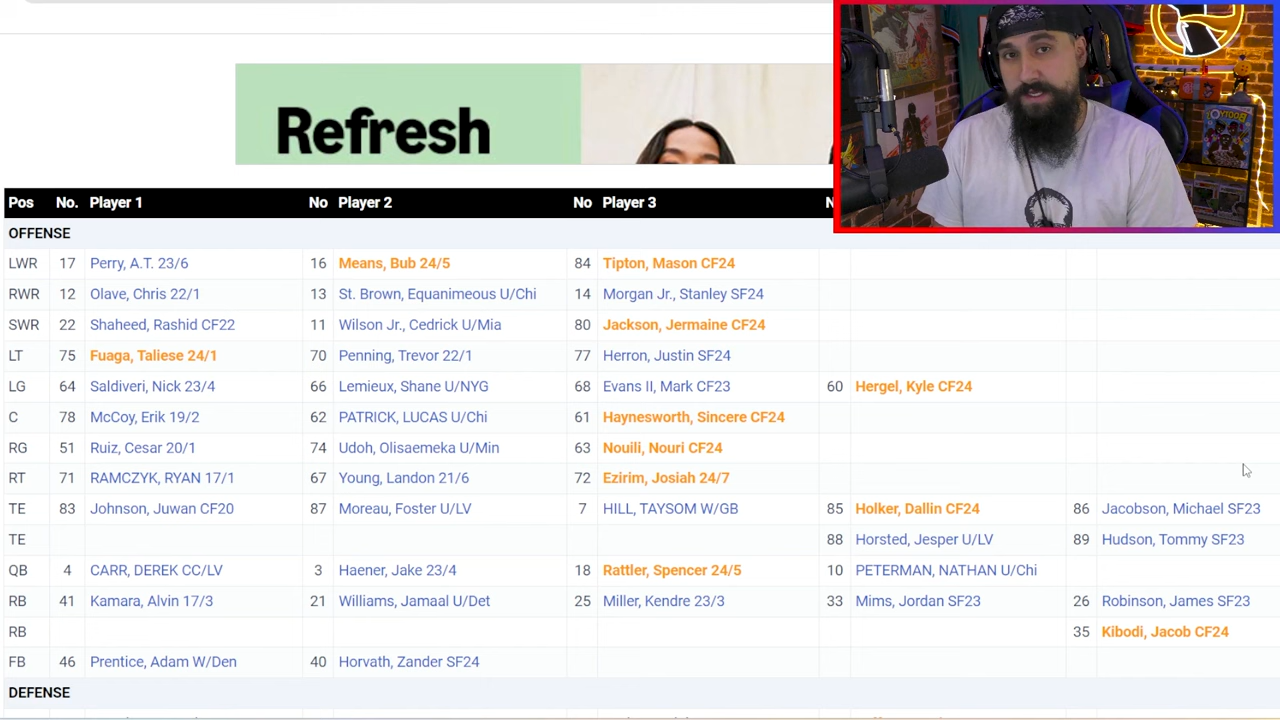 Refresh
Pos No. Player 1 No Player 2 No Player 3 N
OFFENSE
LWR 17 Perry, A.T. 23/6 16 Means, Bub 24/5 84 Tipton, Mason CF24
RWR 12 Olave, Chris 22/1 13 St. Brown, Equanimeous U/Chi 14 Morgan Jr., Stanley SF24
SWR 22 Shaheed, Rashid CF22 11 Wilson Jr., Cedrick U/Mia 80 Jackson, Jermaine CF24
LT 75 Fuaga, Taliese 24/1 70 Penning, Trevor 22/1 77 Herron, Justin SF24
LG 64 Saldiveri, Nick 23/4 66 Lemieux, Shane U/NYG 68 Evans II, Mark CF23 60 Hergel, Kyle CF24
C 78 McCoy, Erik 19/2 62 PATRICK, LUCAS U/Chi 61 Haynesworth, Sincere CF24
RG 51 Ruiz, Cesar 20/1 74 Udoh, Olisaemeka U/Min 63 Nouili, Nouri CF24
RT 71 RAMCZYK, RYAN 17/1 67 Young, Landon 21/6 72 Ezirim, Josiah 24/7
TE 83 Johnson, Juwan CF20 87 Moreau, Foster U/LV 7 HILL, TAYSOM W/GB 85 Holker, Dallin CF24 86 Jacobson, Michael SF23
TE 88 Horsted, Jesper U/LV 89 Hudson, Tommy SF23
QB 4 CARR, DEREK CC/LV 3 Haener, Jake 23/4 18 Rattler, Spencer 24/5 10 PETERMAN, NATHAN U/Chi
RB 41 Kamara, Alvin 17/3 21 Williams, Jamaal U/Det 25 Miller, Kendre 23/3 33 Mims, Jordan SF23 26 Robinson, James SF23
RB 35 Kibodi, Jacob CF24
FB 46 Prentice, Adam W/Den 40 Horvath, Zander SF24
DEFENSE